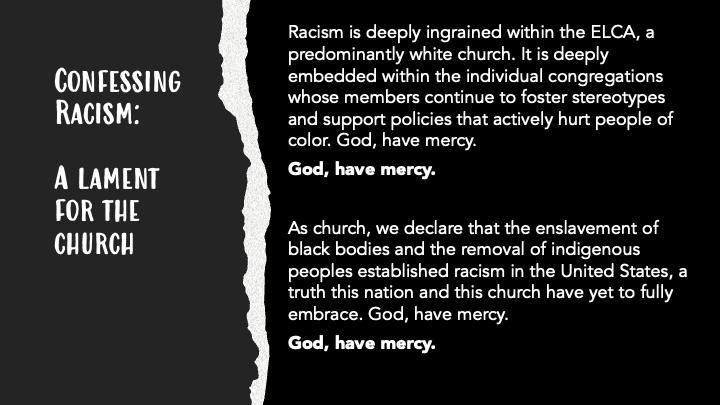 Confessing
Racism:
A lament
for the
church
Racism is deeply ingrained within the ELCA, a
predominantly white church. It is deeply
embedded within the individual congregations
whose members continue to foster stereotypes
and support policies that actively hurt people of
color. God, have mercy.
God, have mercy.
As church, we declare that the enslavement of
black bodies and the removal of indigenous
peoples established racism in the United States, a
truth this nation and this church have yet to fully
embrace. God, have mercy.
God, have mercy.